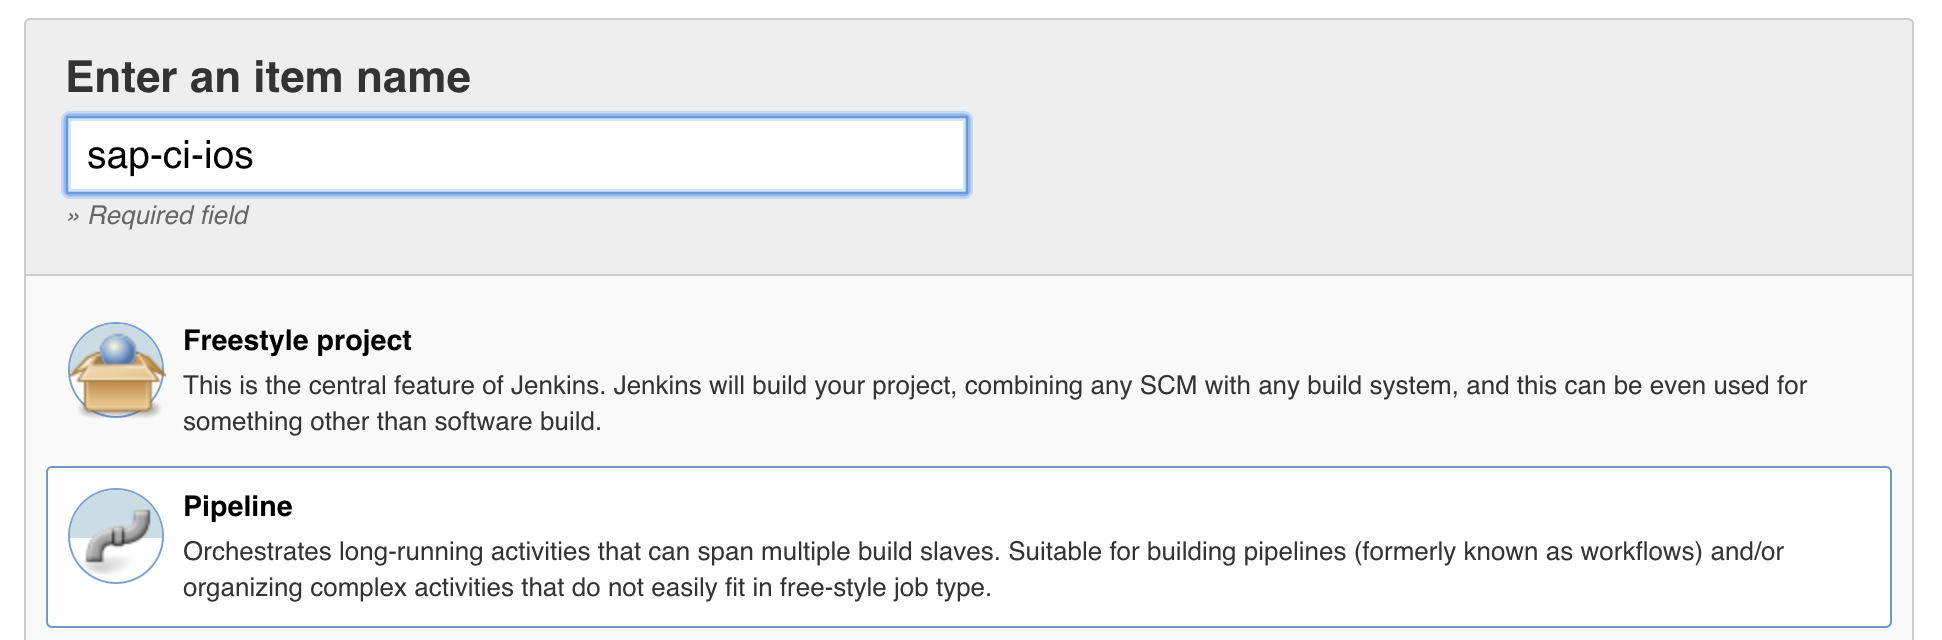 Enter an item name
sap-ci-ios
» Required field
Freestyle project
This is the central feature of Jenkins. Jenkins will build your project, combining any SCM with any build system, and this can be even used for
something other than software build.
Pipeline
Orchestrates long-running activities that can span multiple build slaves. Suitable for building pipelines (formerly known as workflows) and/or
organizing complex activities that do not easily fit in free-style job type.